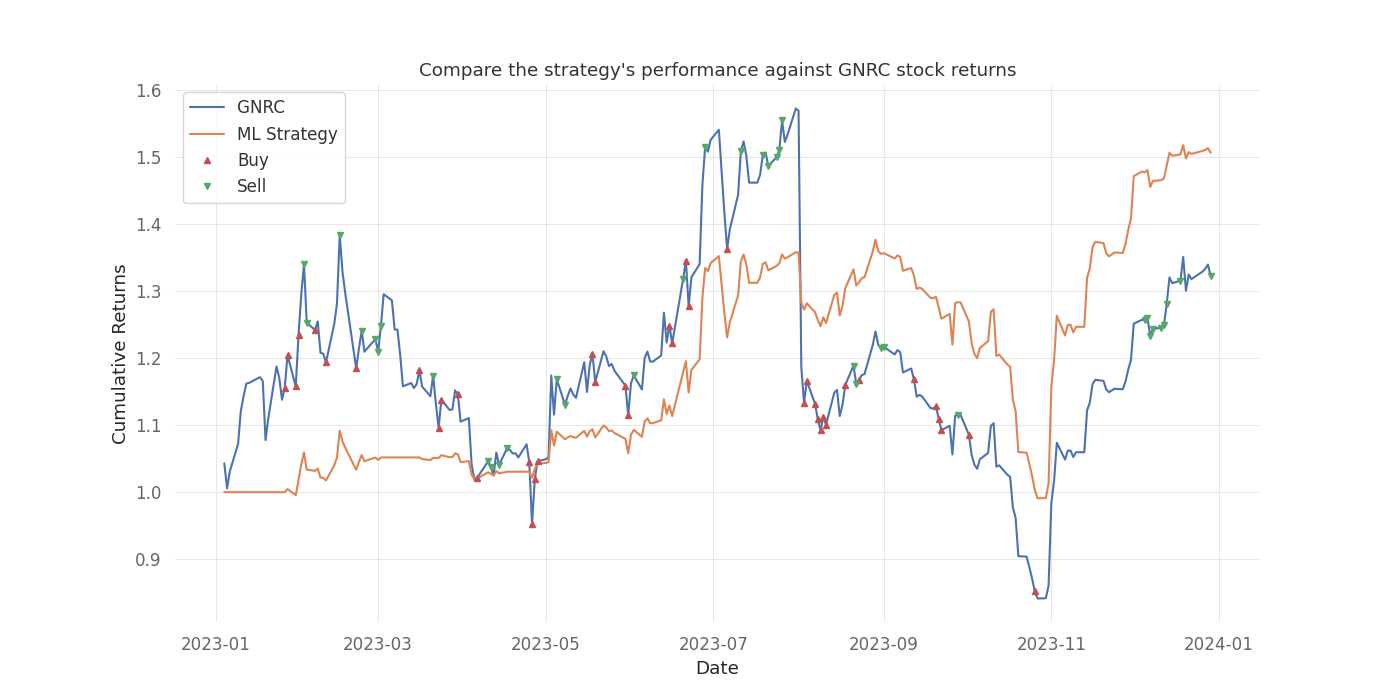 Compare the strategy's performance against GNRC stock returns
GNRC
ML Strategy
Buy
Sell
Cumulative Returns
1.6
1.5
1.4
1.3
1.2
1.1
1.0
0.9
2023-01
2023-03
2023-05
2023-07
2023-09
2023-11
2024-01
Date